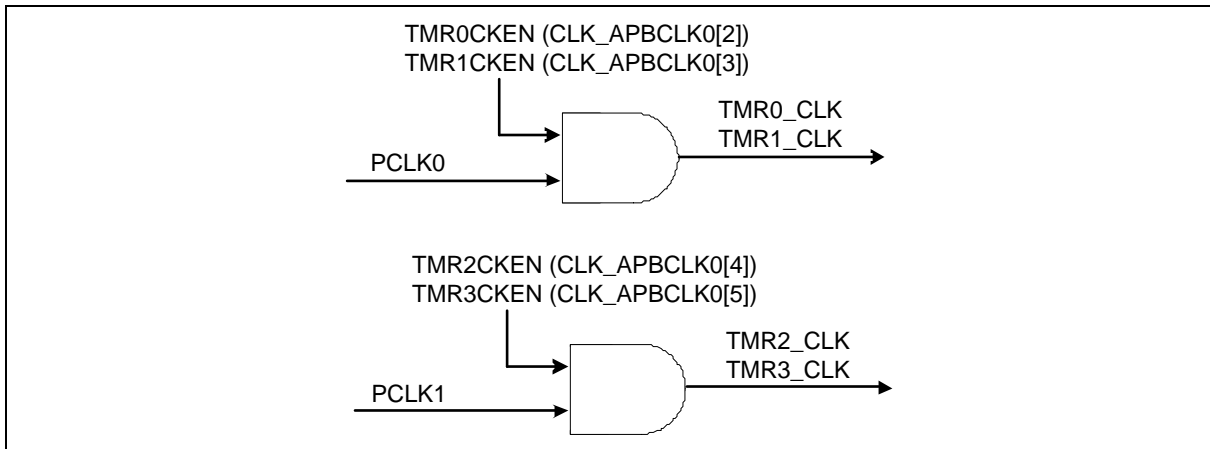 TMR0CKEN (CLK_APBCLK0[2])
TMR1CKEN (CLK_APBCLK0[3])
TMR0_CLK
TMR1_CLK
PCLK0
TMR2CKEN (CLK_APBCLK0[4])
TMR3CKEN (CLK_APBCLK0[5])
TMR2_CLK
TMR3_CLK
PCLK1